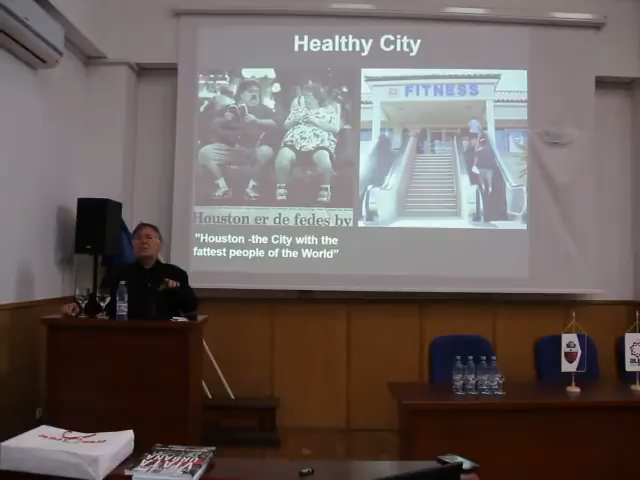 Healthy City
FITNESS
Houston er de fedes by
"Houston -the City with the
fattest people of the World"